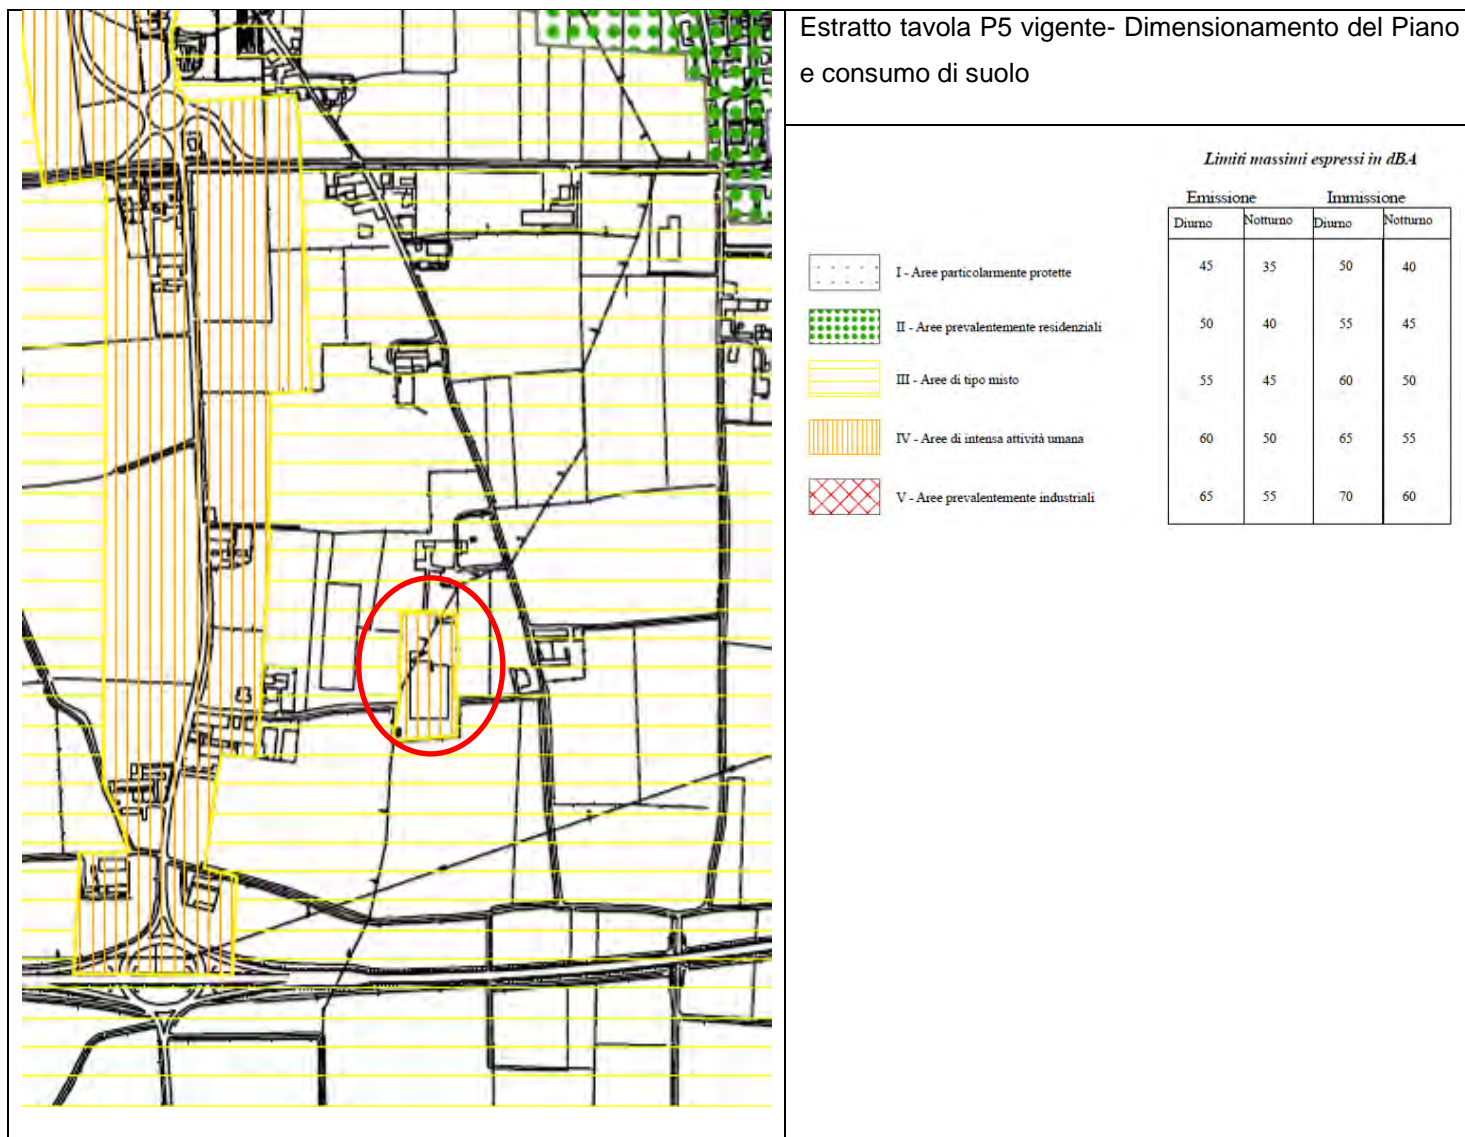 Estratto tavola P5 vigente- Dimensionamento del Piano
e consumo di suolo
Limiti massimi espressi in dBA
Emissione Immissione
Diurno Notturno Diurno Notturno
I - Aree particolarmente protette 45 35 50 40
II - Aree prevalentemente residenziali 50 40 55 45
III - Aree di tipo misto 55 45 60 50
IV - Aree di intensa attività umana 60 50 65 55
V - Aree prevalentemente industriali 65 55 70 60